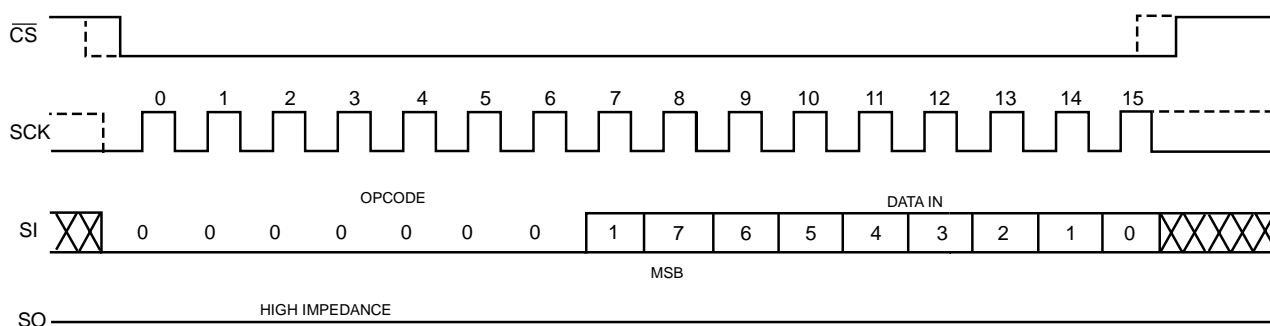 CS
0 1 2 3 4 5 6 7 8 9 10 11 12 13 14 15
SCK
OPCODE DATA IN
SI 0 0 0 0 0 0 0 1 7 6 5 4 3 2 1 0
MSB
HIGH IMPEDANCE
SO